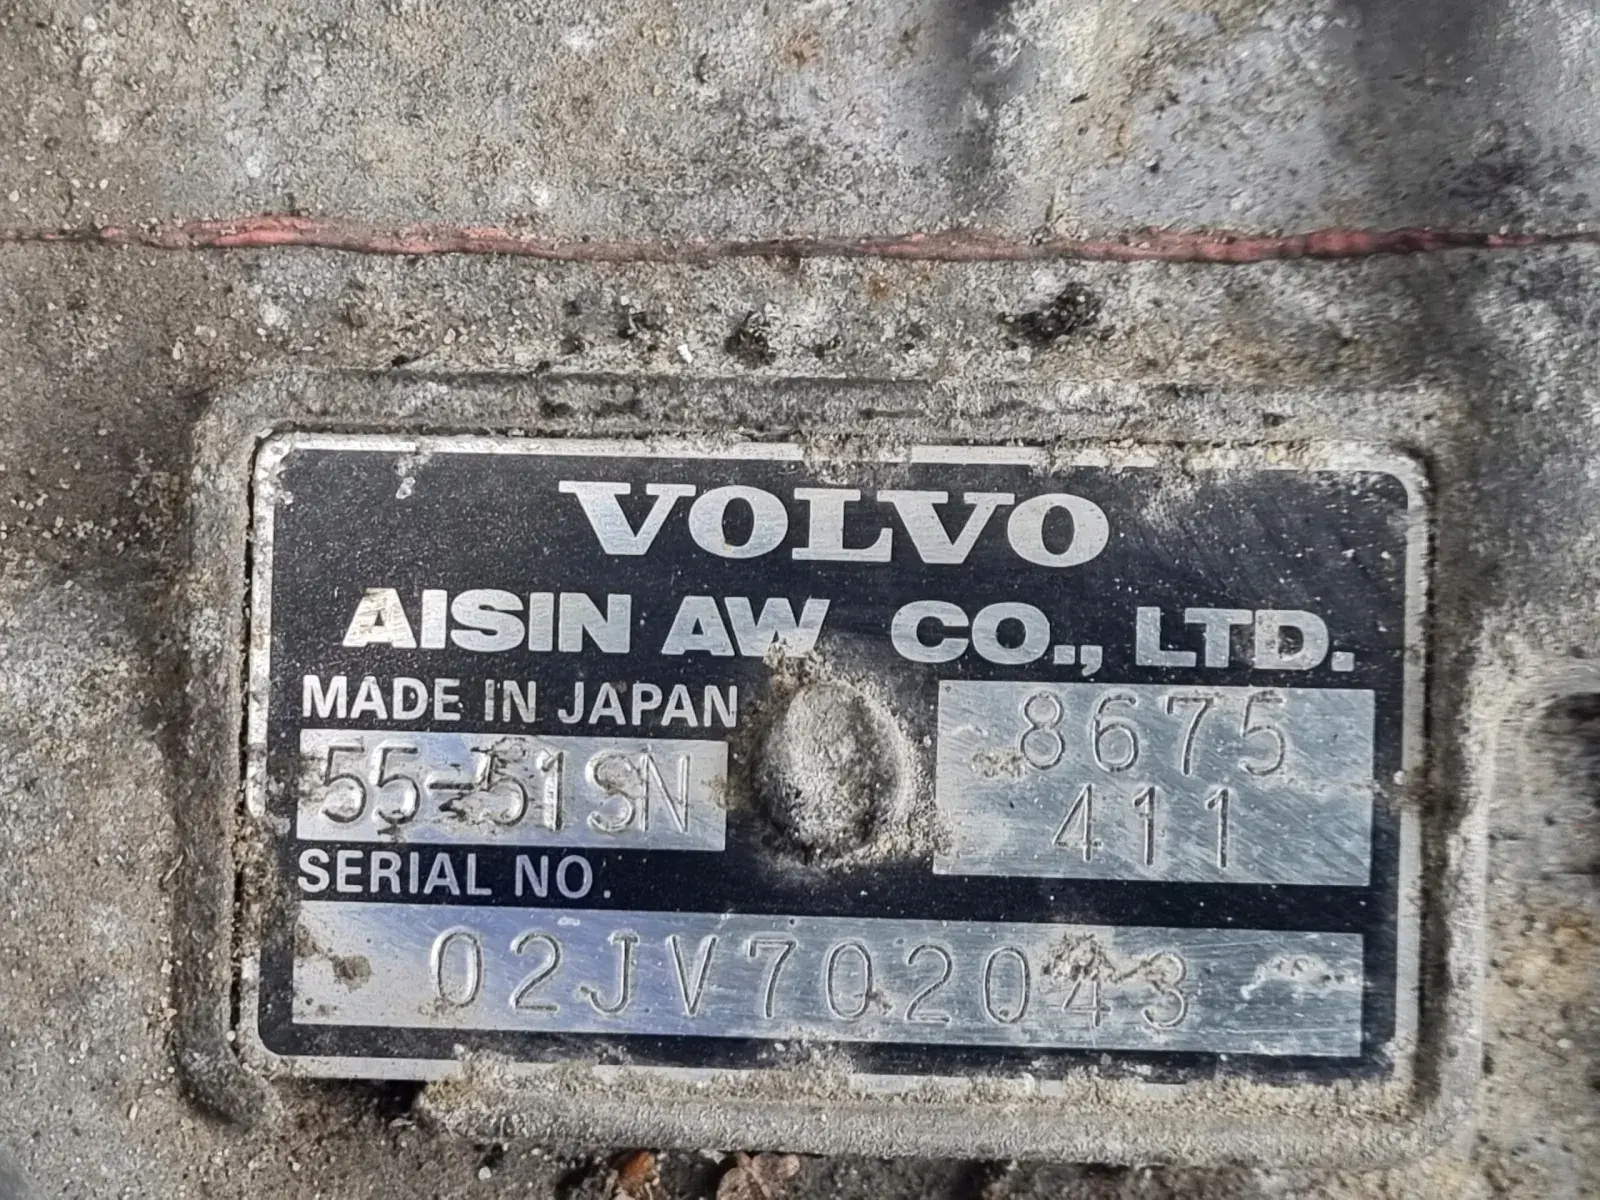 VOLVO
AISIN AW CO., LTD.
MADE IN JAPAN
8675
55-51SN
411
SERIAL NO.
02JV702043